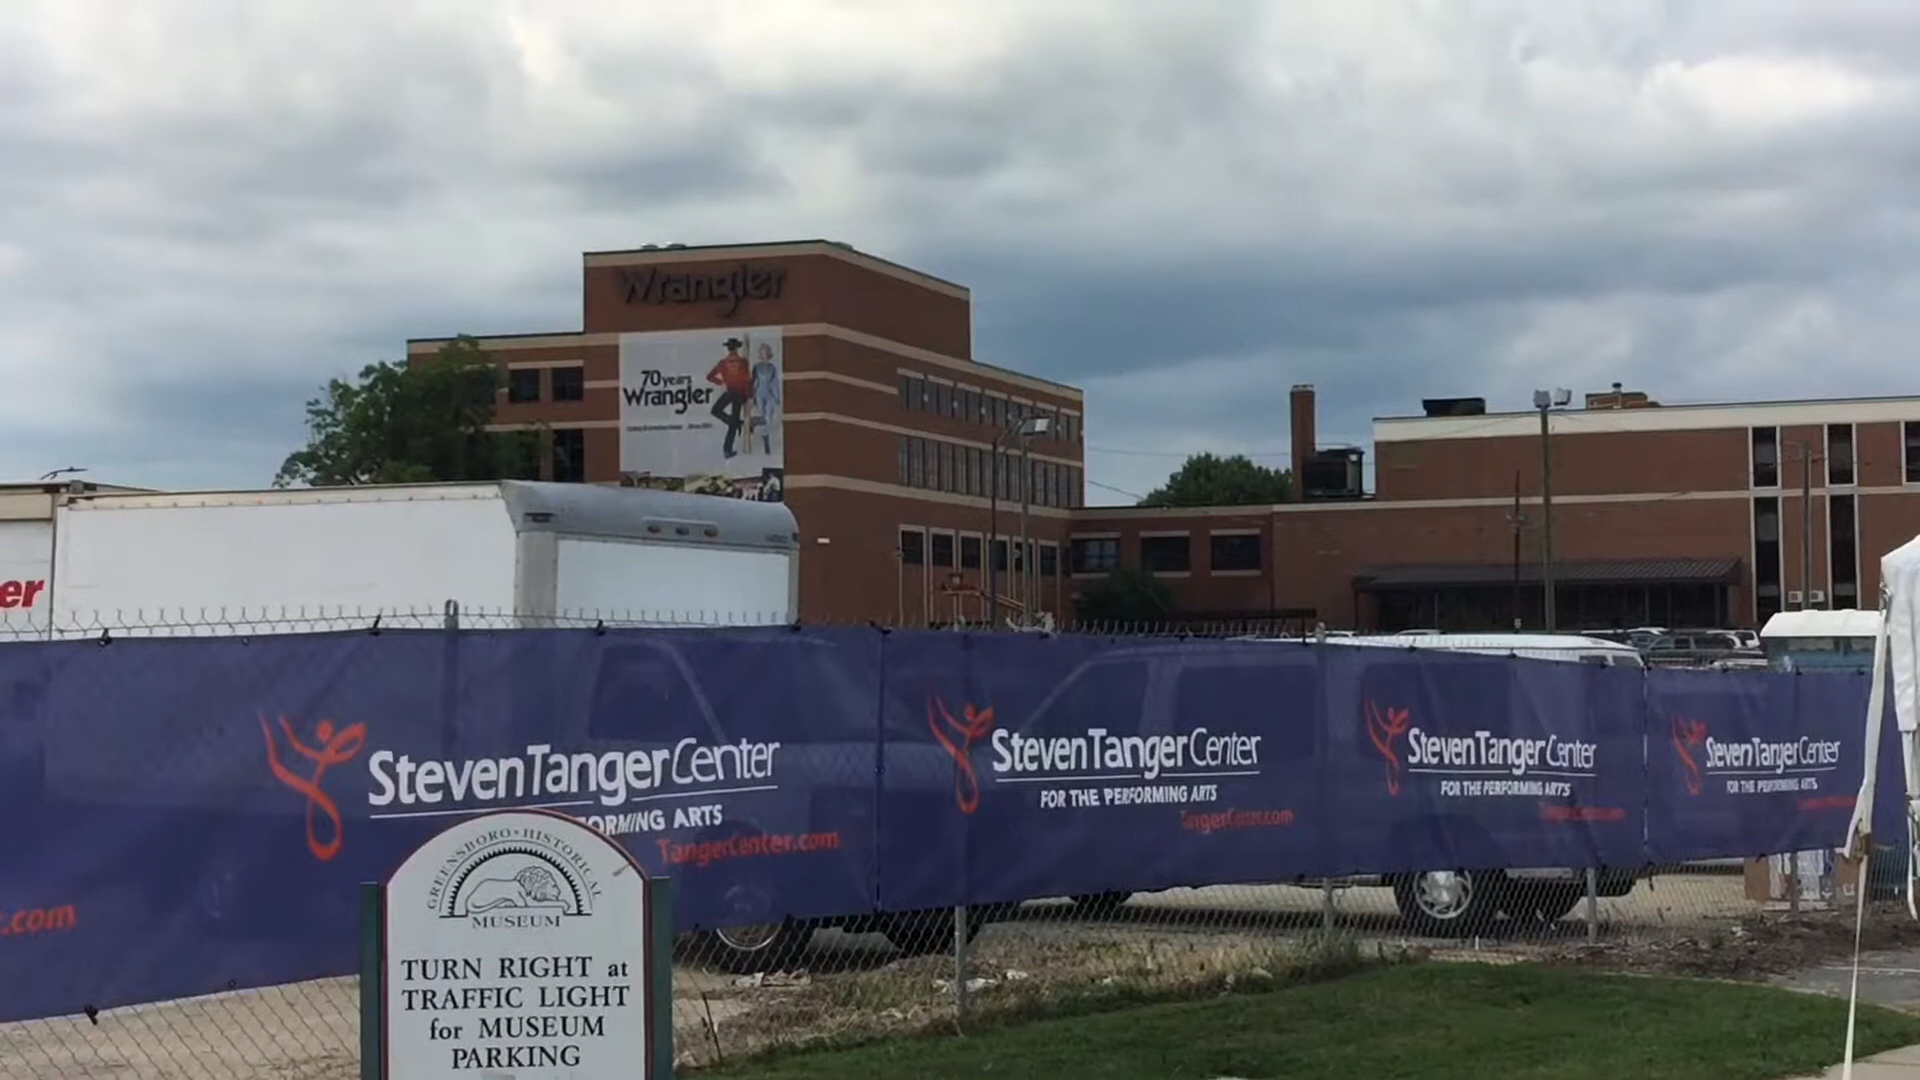 Wrangler
70 years
Wrangler
er
StevenTangerCenter
ORMING ARTS
TangerCenter.com
StevenTangerCenter
FOR THE PERFORMING ARTS
TangerCenter.com
StevenTangerCenter
FOR THE PERFORMING ARTS
StevenTangerCenter
FOR THE PERFORMING ARTS
.com
GREENSBORO · HISTORICAL
MUSEUM
TURN RIGHT at
TRAFFIC LIGHT
for MUSEUM
PARKING